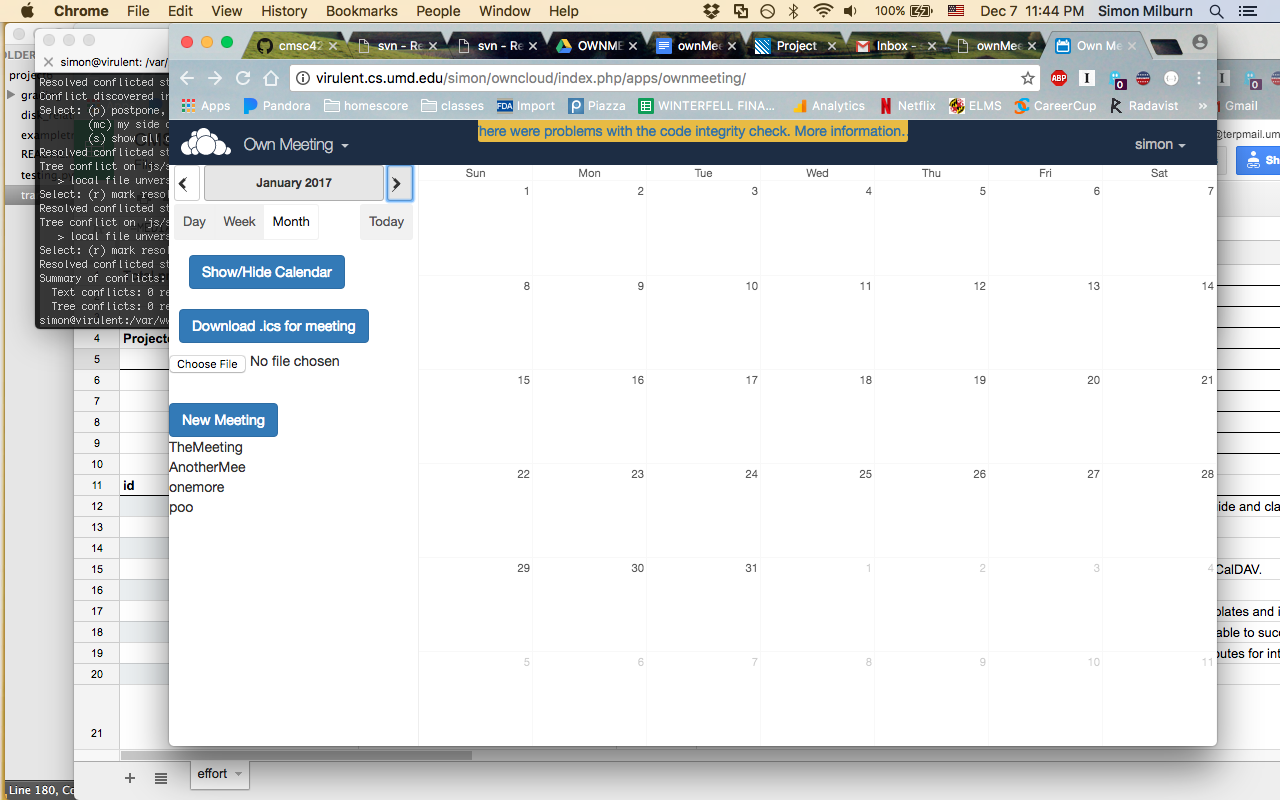 Chrome File Edit View History Bookmarks People Window Help 100% Dec 7 11:44 PM Simon Milburn
simon@virulent: /var/
Resolved conflicted st
Conflict discovered in
Select: (p) postpone,
(mc) my side
(s) show all
Resolved conflicted st
Tree conflict on 'js/s
> local file unvers
Select: (r) mark resol
Resolved conflicted st
Tree conflict on 'js/s
> local file unvers
Select: (r) mark resol
Resolved conflicted st
Summary of conflicts:
Text conflicts: 0 re
Tree conflicts: 0 re
simon@virulent:/var/ww
cmsc42 svn - Re svn - Re OWNME ownMee Project Inbox - ownMee Own Me
virulent.cs.umd.edu/simon/owncloud/index.php/apps/ownmeeting/
ABP I 0
Apps Pandora homescore classes FDA Import Piazza WINTERFELL FINA... Analytics Netflix ELMS CareerCup Radavist » Gmail
here were problems with the code integrity check. More information..
Own Meeting simon
@terpmail.um
Sh
January 2017
Day Week Month Today
Show/Hide Calendar
Download .ics for meeting
Choose File No file chosen
New Meeting
TheMeeting
AnotherMee
onemore
poo
Sun Mon Tue Wed Thu Fri Sat
1 2 3 4 5 6 7
8 9 10 11 12 13 14
15 16 17 18 19 20 21
22 23 24 25 26 27 28
29 30 31 1 2 3 4
5 6 7 8 9 10 11
4 Projecte
5
6
7
8
9
10
11 id
12
13
14
15
16
17
18
19
20
21
ide and cla
CalDAV.
plates and i
able to succ
outes for int
effort
Line 180, Co